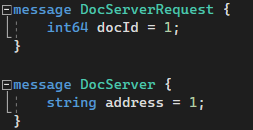 message DocServerRequest {
int64 docId = 1;
}
message DocServer {
string address = 1;
}